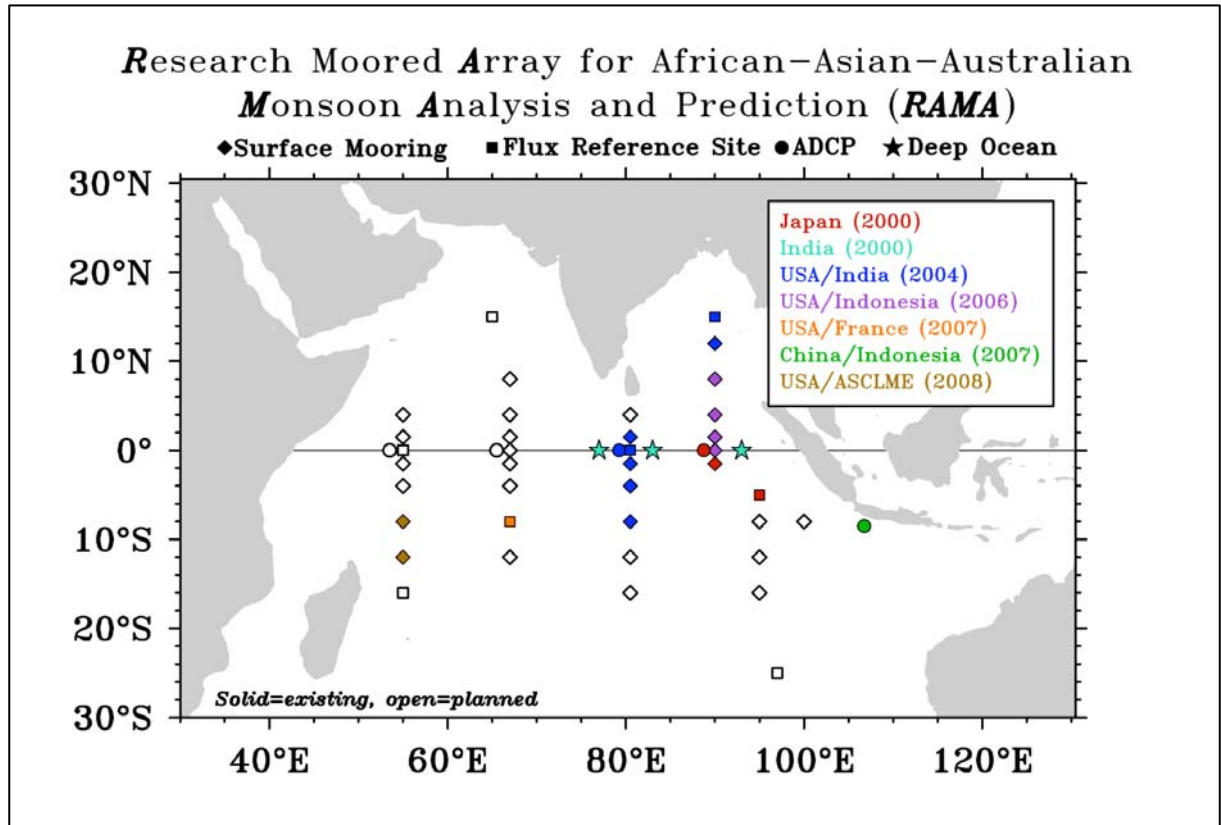 Research Moored Array for African-Asian-Australian
Monsoon Analysis and Prediction (RAMA)
◆Surface Mooring ■Flux Reference Site ●ADCP ★Deep Ocean
30°N
20°N
10°N
0°
10°S
20°S
30°S
Japan (2000)
India (2000)
USA/India (2004)
USA/Indonesia (2006)
USA/France (2007)
China/Indonesia (2007)
USA/ASCLME (2008)
Solid=existing, open=planned
40°E 60°E 80°E 100°E 120°E